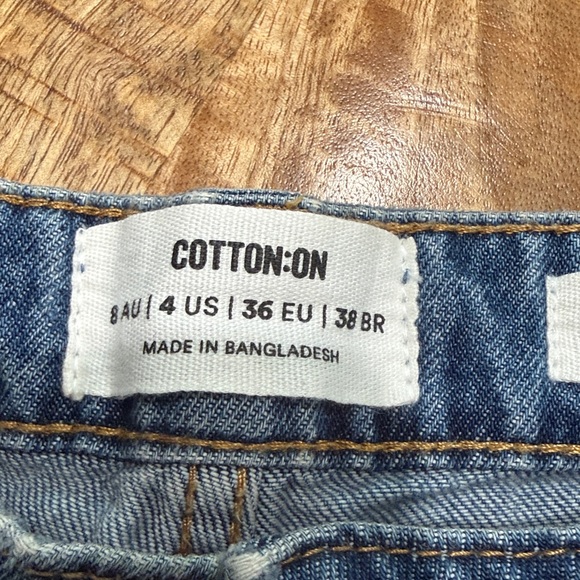 COTTON:ON
8 AU | 4 US | 36 EU | 38 BR
MADE IN BANGLADESH